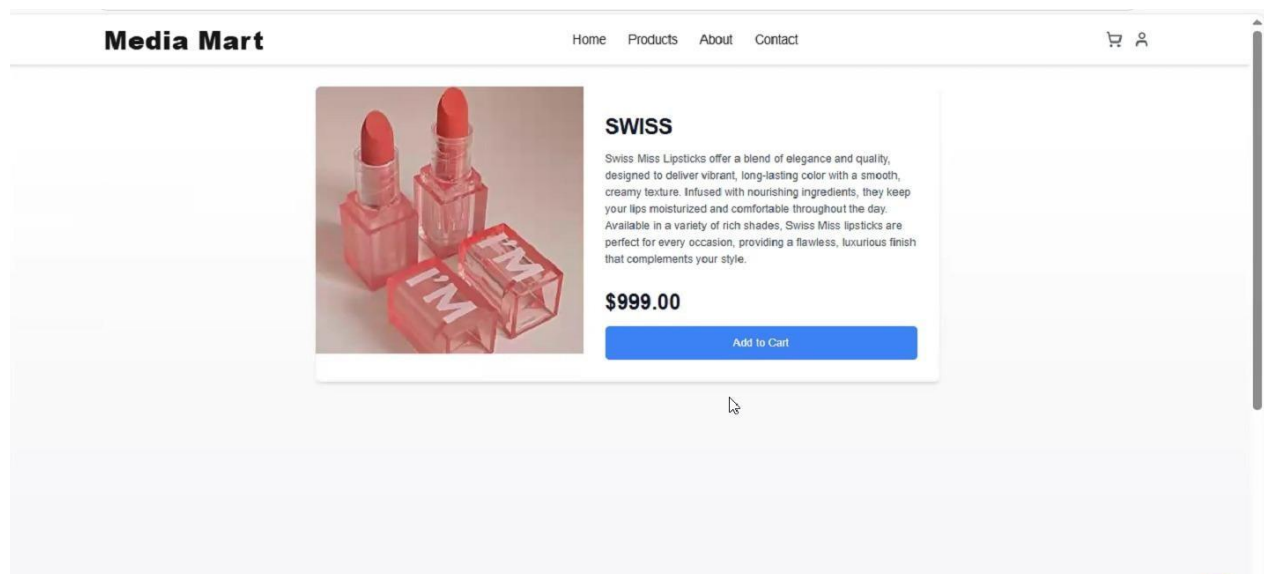 Media Mart
Home Products About Contact
SWISS
Swiss Miss Lipsticks offer a blend of elegance and quality,
designed to deliver vibrant, long-lasting color with a smooth,
creamy texture. Infused with nourishing ingredients, they keep
your lips moisturized and comfortable throughout the day.
Available in a variety of rich shades, Swiss Miss lipsticks are
perfect for every occasion, providing a flawless, luxurious finish
that complements your style.
I'M
I'M
$999.00
Add to Cart